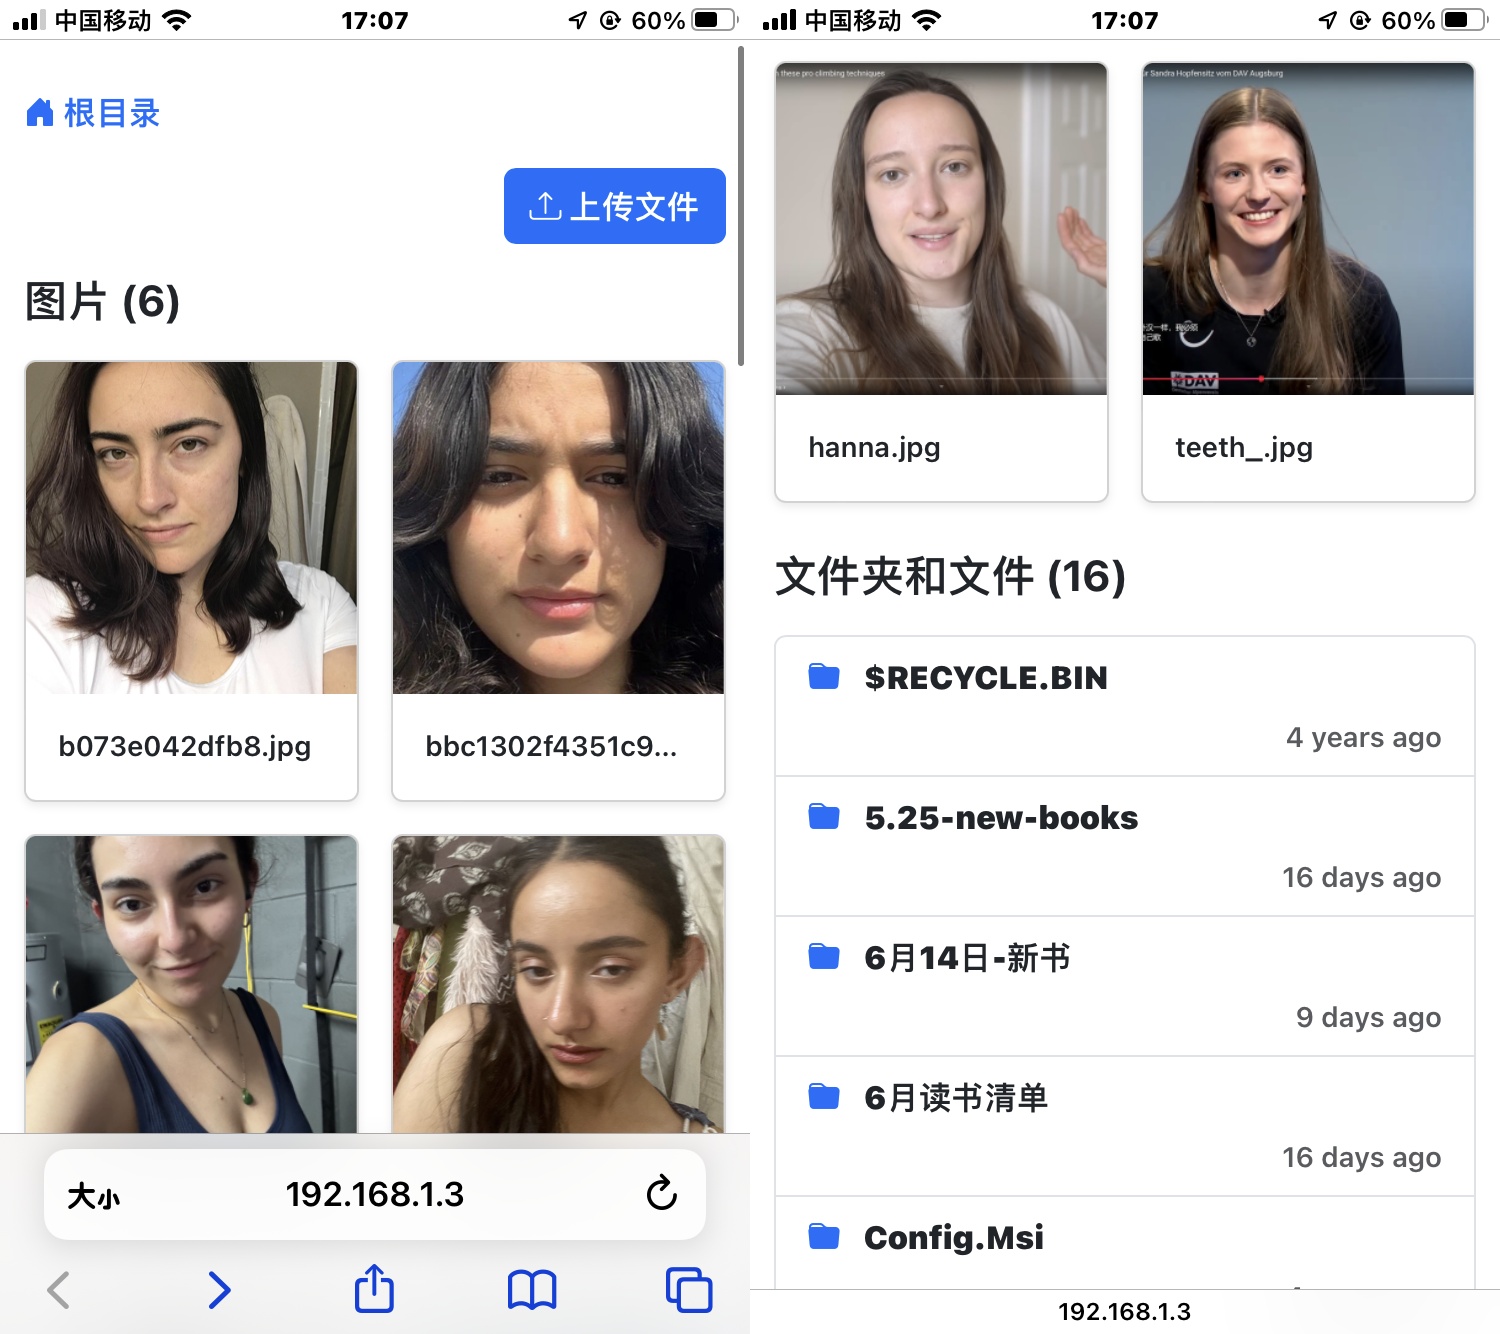 中国移动 17:07 60%
根目录
上传文件
图片 (6)
b073e042dfb8.jpg
bbc1302f4351c9...
大小 192.168.1.3
中国移动 17:07 60%
these pro climbing techniques
r Sandra Hopfensitz vom DAV Augsburg
DAV
hanna.jpg
teeth_.jpg
文件夹和文件 (16)
$RECYCLE.BIN
4 years ago
5.25-new-books
16 days ago
6月14日-新书
9 days ago
6月读书清单
16 days ago
Config.Msi
192.168.1.3